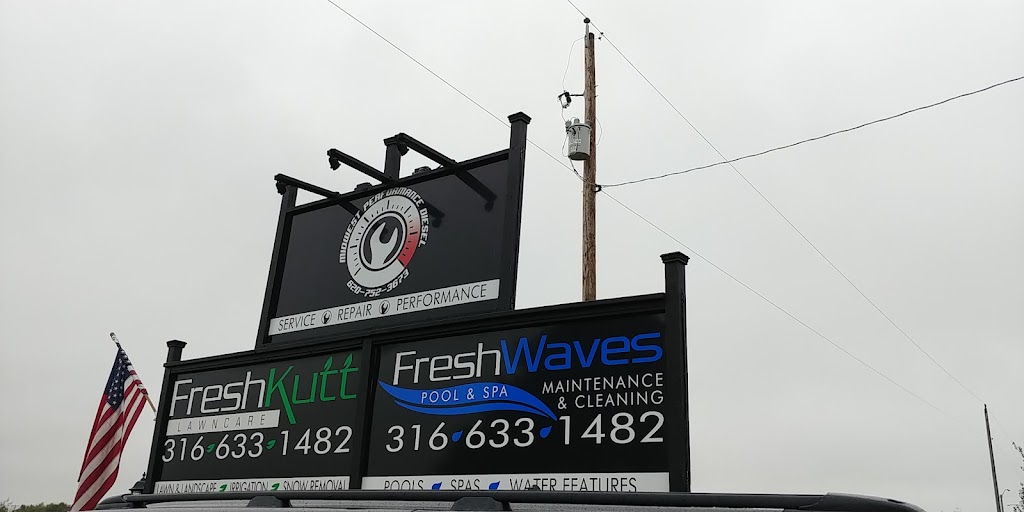 MIDWEST PERFORMANCE DIESEL
620-752-3673
SERVICE REPAIR PERFORMANCE
FreshKutt
LAWNCARE
316 633 1482
LAWN & LANDSCAPE IRRIGATION SNOW REMOVAL
FreshWaves
POOL & SPA
MAINTENANCE
& CLEANING
316 633 1482
POOLS SPAS WATER FEATURES